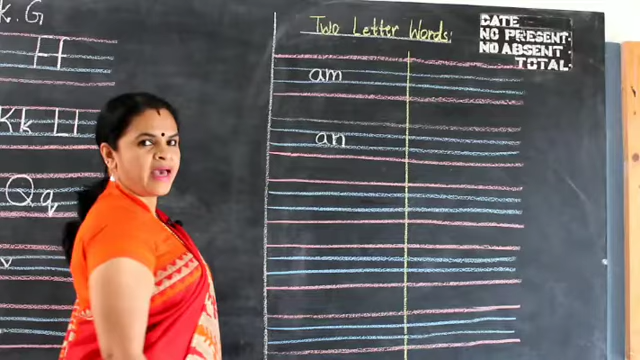 k. G
H
Kk Ll
Qq
Two Letter Words:
am
an
DATE
NO PRESENT
NO ABSENT
TOTAL